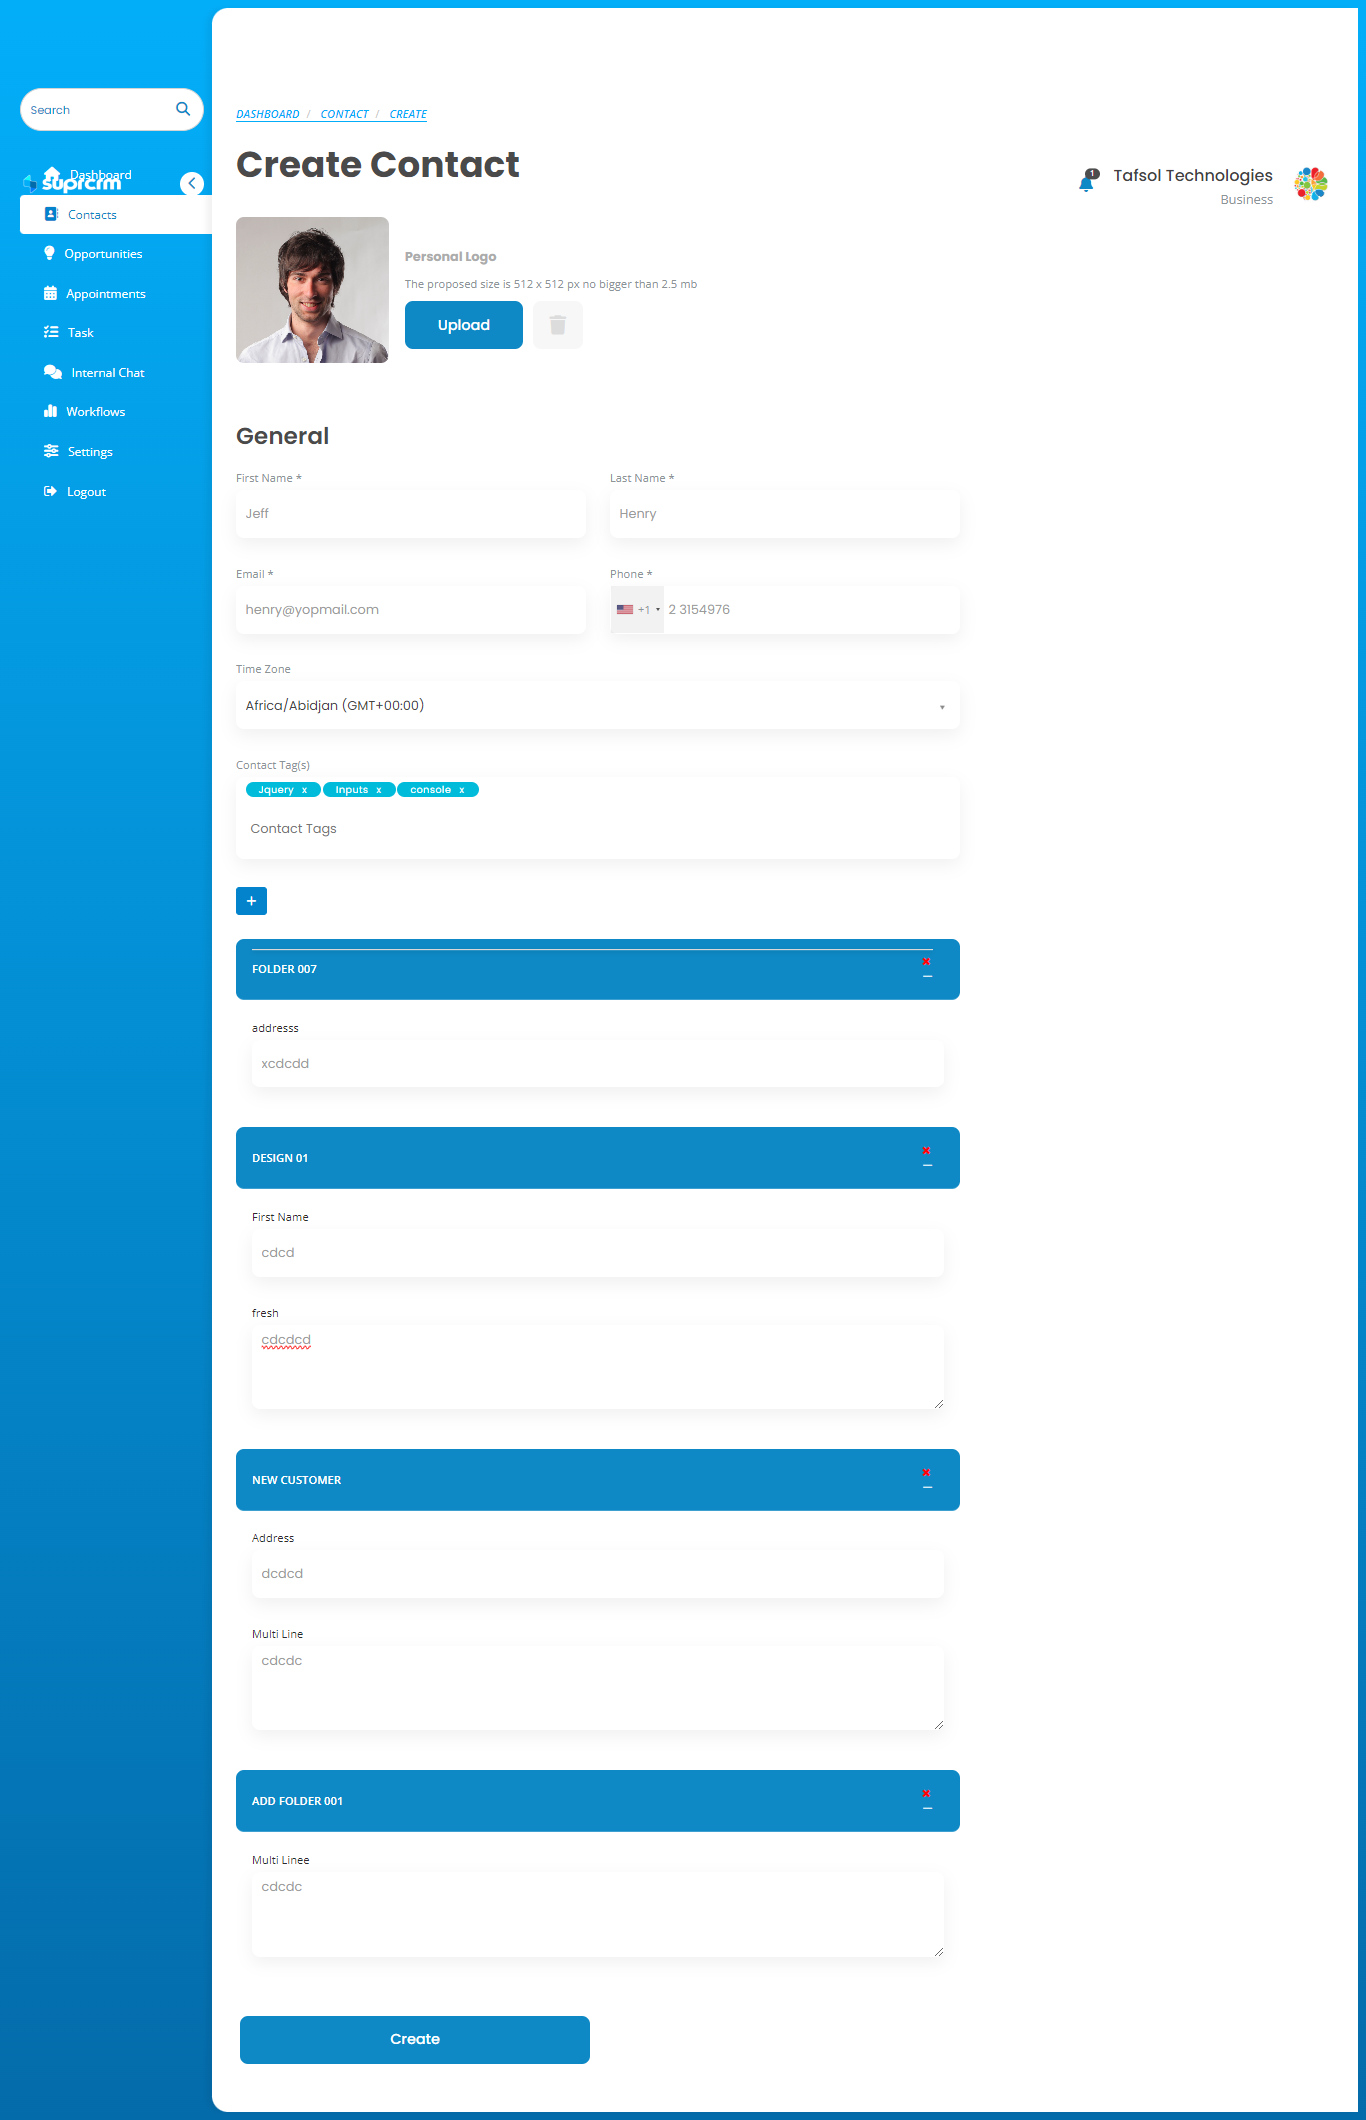 Search
Dashboard
suprcrm
Contacts
Opportunities
Appointments
Task
Internal Chat
Workflows
Settings
Logout
DASHBOARD / CONTACT / CREATE
Create Contact
1
Tafsol Technologies
Business
Personal Logo
The proposed size is 512 x 512 px no bigger than 2.5 mb
Upload
General
First Name *
Last Name *
Jeff
Henry
Email *
Phone *
henry@yopmail.com
+1 2 3154976
Time Zone
Africa/Abidjan (GMT+00:00)
Contact Tag(s)
Jquery x Inputs x console x
Contact Tags
+
FOLDER 007
addresss
xcdcdd
DESIGN 01
First Name
cdcd
fresh
cdcdcd
NEW CUSTOMER
Address
dcdcd
Multi Line
cdcdc
ADD FOLDER 001
Multi Linee
cdcdc
Create